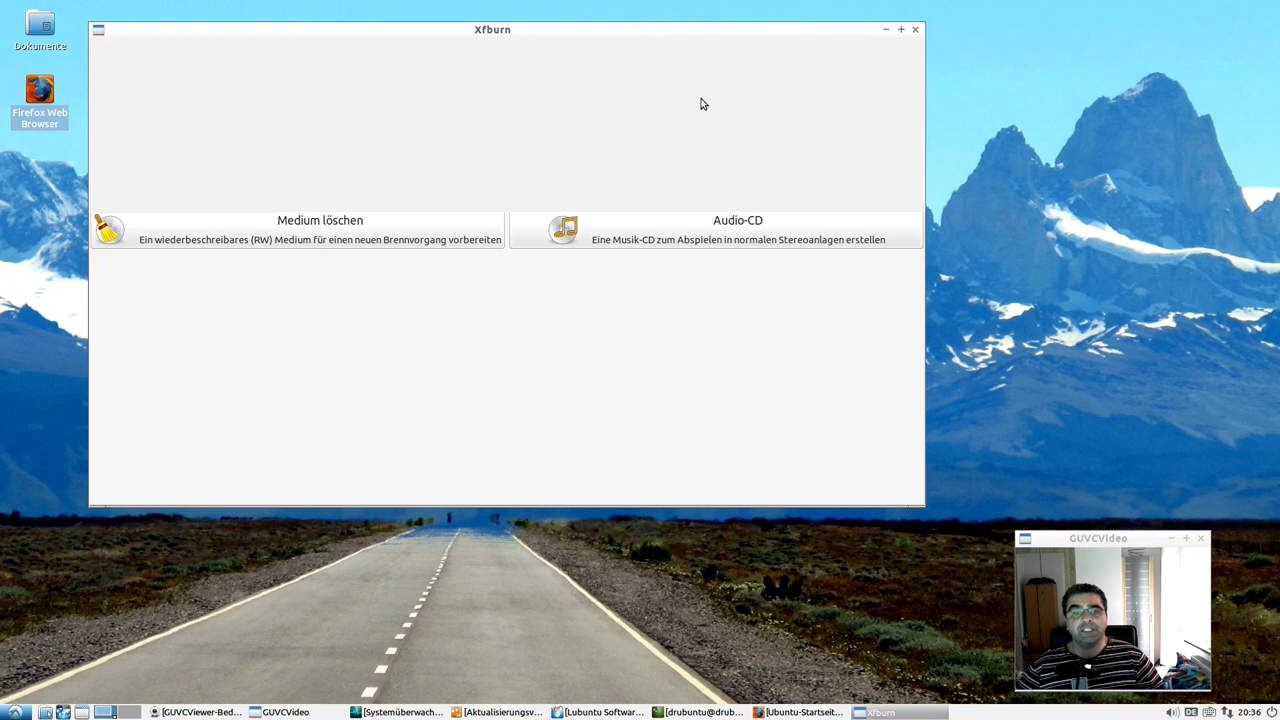 Dokumente
Firefox Web
Browser
Xfburn
Medium löschen
Ein wiederbeschreibares (RW) Medium für einen neuen Brennvorgang vorbereiten
Audio-CD
Eine Musik-CD zum Abspielen in normalen Stereoanlagen erstellen
GUVCVideo
[GUVCViewer-Bed...
GUVCVideo
[Systemüberwach...
[Aktualisierungsv...
[Lubuntu Softwar...
[drubuntu@drub...
[Ubuntu-Startseit...
Xfburn
DE
20:36